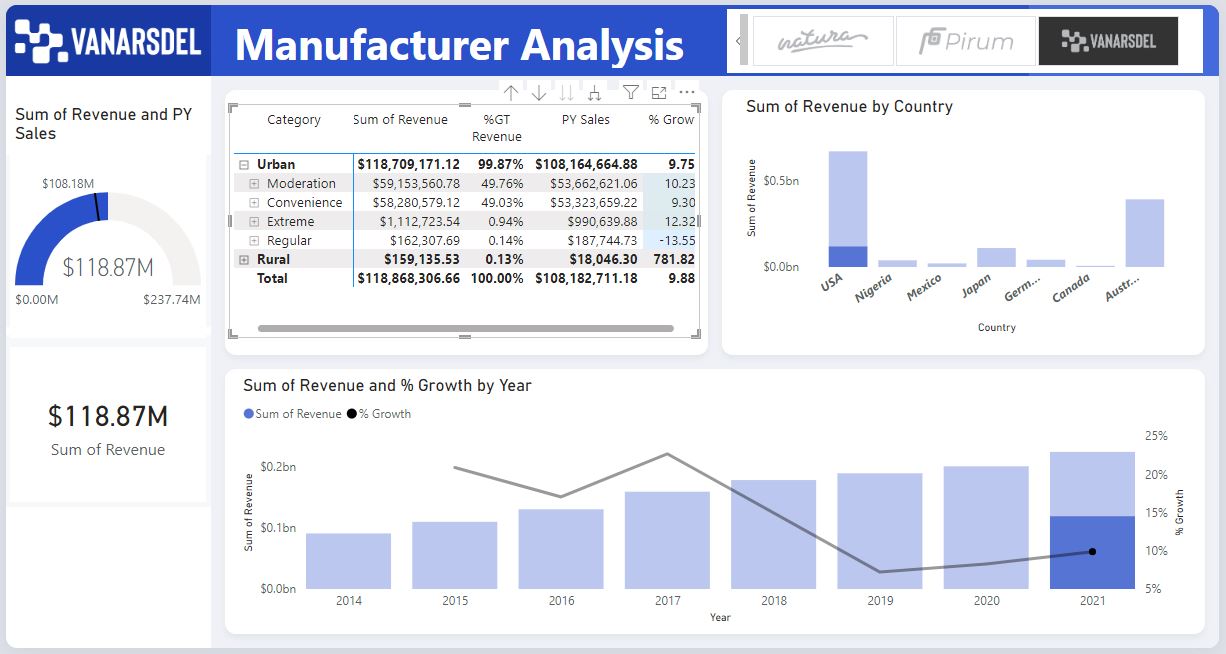 VANARSDEL
Manufacturer Analysis
natura
Pirum
VANARSDEL
Sum of Revenue and PY
Sales
$108.18M
$118.87M
$0.00M
$237.74M
$118.87M
Sum of Revenue
Category Sum of Revenue %GT Revenue PY Sales % Grow
Urban $118,709,171.12 99.87% $108,164,664.88 9.75
Moderation $59,153,560.78 49.76% $53,662,621.06 10.23
Convenience $58,280,579.12 49.03% $53,323,659.22 9.30
Extreme $1,112,723.54 0.94% $990,639.88 12.32
Regular $162,307.69 0.14% $187,744.73 -13.55
Rural $159,135.53 0.13% $18,046.30 781.82
Total $118,868,306.66 100.00% $108,182,711.18 9.88
Sum of Revenue by Country
Sum of Revenue
$0.5bn
$0.0bn
USA Nigeria Mexico Japan Germ... Canada Austr...
Country
Sum of Revenue and % Growth by Year
Sum of Revenue % Growth
Sum of Revenue
$0.2bn
$0.1bn
$0.0bn
25%
20%
15%
10%
5%
% Growth
2014 2015 2016 2017 2018 2019 2020 2021
Year